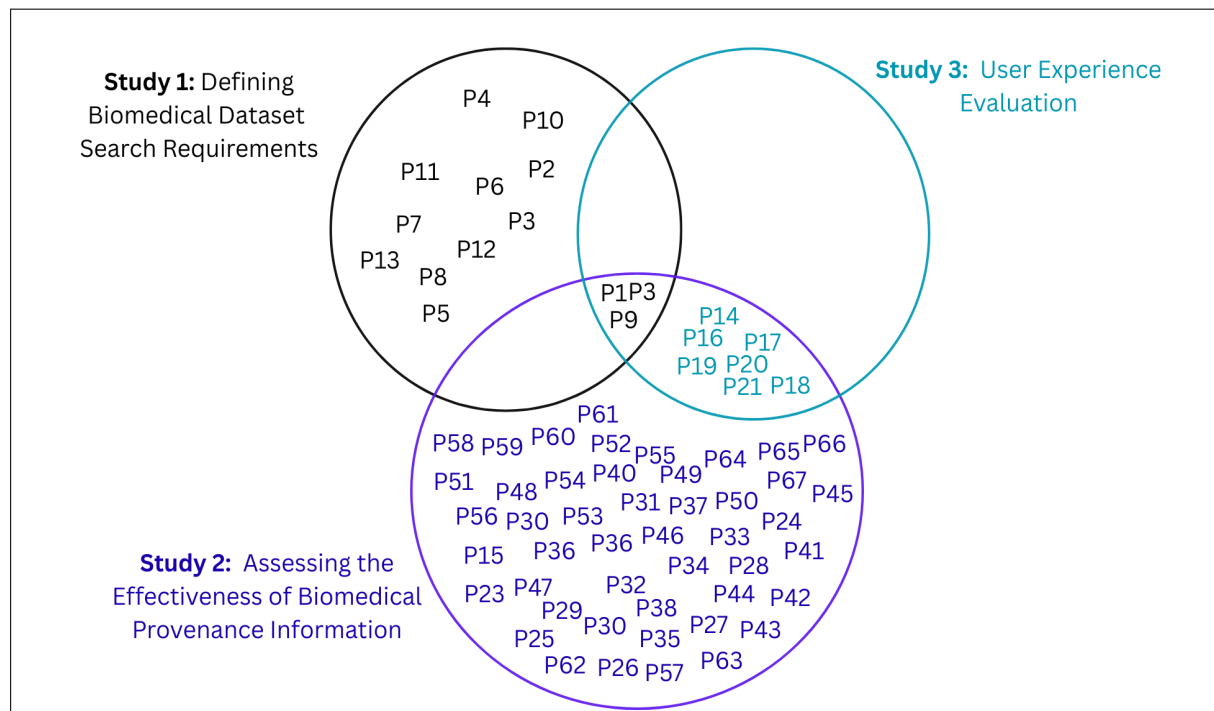 Study 1: Defining
Biomedical Dataset
Search Requirements
Study 3: User Experience
Evaluation
P4
P10
P11
P2
P6
P7
P3
P12
P13
P8
P5
P1 P3
P9
P14
P16 P17
P19 P20
P21 P18
Study 2: Assessing the
Effectiveness of Biomedical
Provenance Information
P61
P58 P59 P60 P52 P55 P64 P65 P66
P51 P48 P54 P40 P49 P67 P45
P56 P30 P53 P31 P37 P50 P24
P15 P36 P36 P46 P33 P41
P34 P28
P23 P47 P32 P44 P42
P29 P38
P25 P30 P35 P27 P43
P62 P26 P57 P63